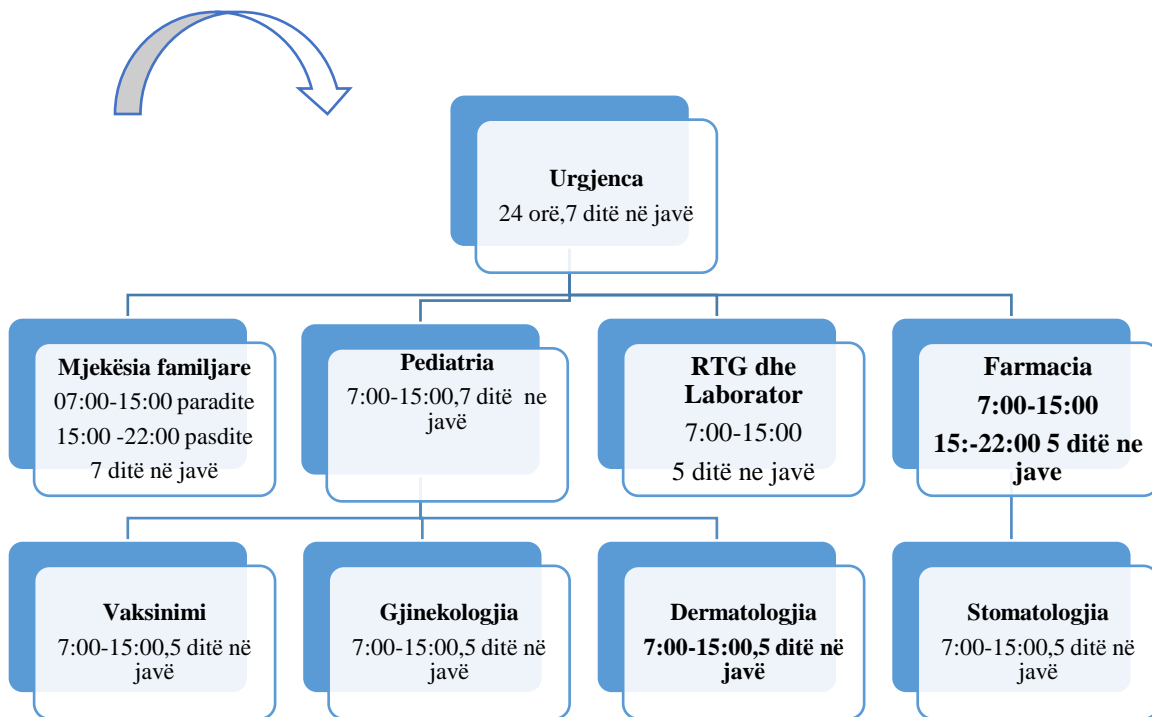 Urgjenca
24 orë,7 ditë në javë
Mjekësia familjare
07:00-15:00 paradite
15:00 -22:00 pasdite
7 ditë në javë
Pediatria
7:00-15:00,7 ditë  ne
javë
RTG dhe
Laborator
7:00-15:00
5 ditë ne javë
Farmacia
7:00-15:00
15:-22:00 5 ditë ne
jave
Vaksinimi
7:00-15:00,5 ditë në
javë
Gjinekologjia
7:00-15:00,5 ditë në
javë
Dermatologjia
7:00-15:00,5 ditë në
javë
Stomatologjia
7:00-15:00,5 ditë në
javë